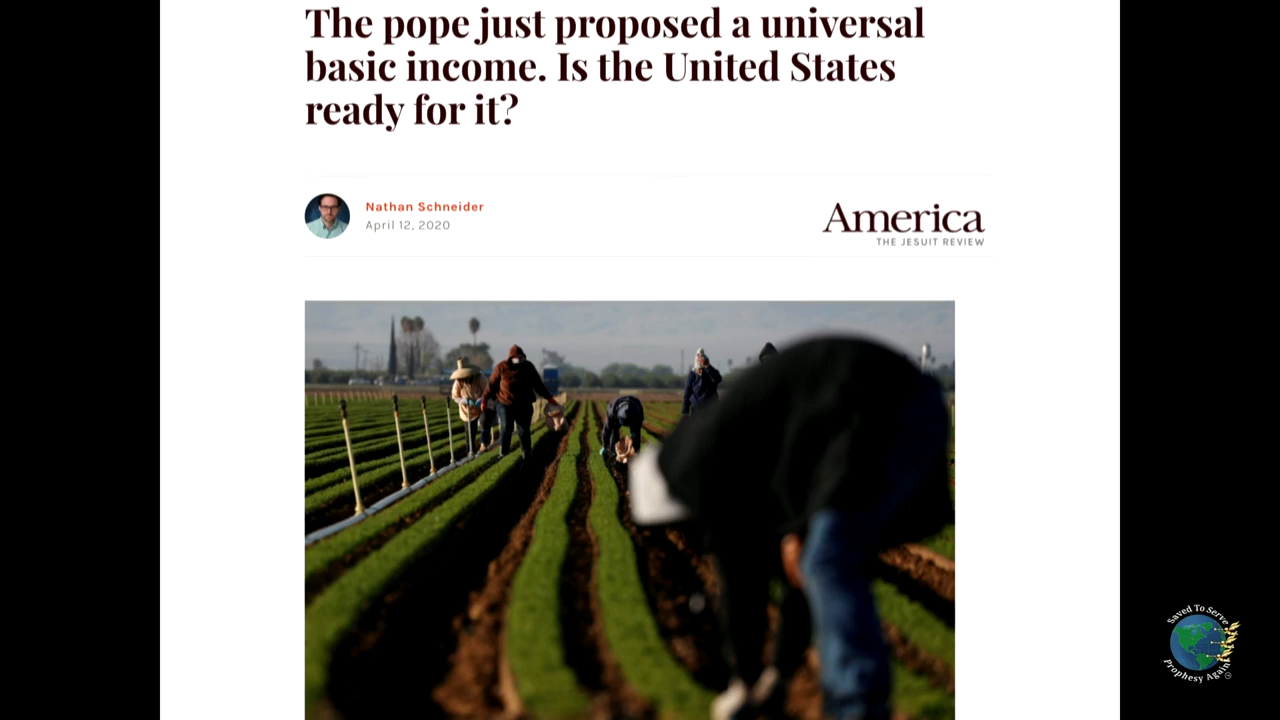 The pope just proposed a universal
basic income. Is the United States
ready for it?
Nathan Schneider
April 12, 2020
America
THE JESUIT REVIEW
Saved To Serve
Prophesy Again